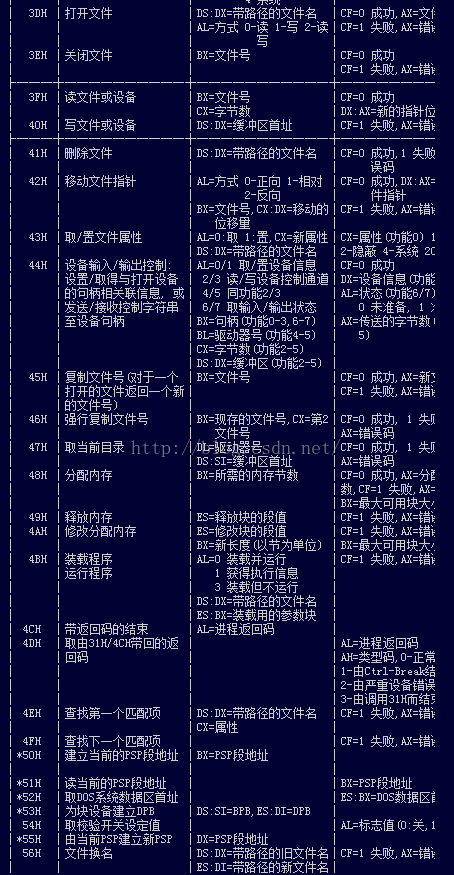 3DH 打开文件 DS:DX=带路径的文件名 CF=0 成功,AX=文
AL=方式 0-读 1-写 2-读 CF=1 失败,AX=错
写
3EH 关闭文件 BX=文件号 CF=0 成功
CF=1 失败,AX=错
3FH 读文件或设备 BX=文件号 CF=0 成功
CX=字节数 DX:AX=新的指针位
40H 写文件或设备 DS:DX=缓冲区首址 CF=1 失败,AX=错
41H 删除文件 DS:DX=带路径的文件名 CF=0 成功,1 失败
误码
42H 移动文件指针 AL=方式 0-正向 1-相对 CF=0 成功,DX:AX=
2-反向 件指针
BX=文件号,CX:DX=移动的 CF=1 失败,AX=错
位移量
43H 取/置文件属性 AL=0:取 1:置,CX=新属性 CX=属性(功能0) 1
DS:DX=带路径的文件名 2-隐蔽 4-系统 20
44H 设备输入/输出控制: AL=0/1 取/置设备信息 CF=0 成功
设置/取得与打开设备 2/3 读/写设备控制通道 DX=设备信息(功能
的句柄相关联信息, 或 4/5 同功能2/3 AL=状态(功能6/7)
发送/接收控制字符串 6/7 取输入/输出状态 0 未准备, 1
至设备句柄 BX=句柄(功能0-3,6-7) AX=传送的字节数(
BL=驱动器号(功能4-5) 5)
CX=字节数(功能2-5)
DS:DX=缓冲区(功能2-5)
45H 复制文件号(对于一个 BX=文件号 CF=0 成功,AX=新
打开的文件返回一个新 CF=1 失败,AX=错
的文件号)
46H 强行复制文件号 BX=现存的文件号,CX=第2 CF=0 成功, 1 失
文件号 AX=错误码
47H 取当前目录 DL=驱动器号 CF=0 成功, 1 失
DS:SI=缓冲区首址 AX=错误码
48H 分配内存 BX=所需的内存节数 CF=0 成功,AX=分
数,CF=1 失败,AX=
BX=最大可用块大
49H 释放内存 ES=释放块的段值 CF=1 失败,AX=错
4AH 修改分配内存 ES=修改块的段值 CF=1 失败,AX=错
BX=新长度(以节为单位) BX=最大可用块大
4BH 装载程序 AL=0 装载并运行 CF=1 失败,AX=错
运行程序 1 获得执行信息
3 装载但不运行
DS:DX=带路径的文件名
ES:BX=装载用的参数块
4CH 带返回码的结束 AL=进程返回码
4DH 取由31H/4CH带回的返 AL=进程返回码
回码 AH=类型码,0-正常
1-由Ctrl-Break结
2-由严重设备错误
3-由调用31H而结束
4EH 查找第一个匹配项 DS:DX=带路径的文件名 CF=1 失败,AX=错
CX=属性
4FH 查找下一个匹配项 CF=1 失败,AX=错
*50H 建立当前的PSP段地址 BX=PSP段地址
*51H 读当前的PSP段地址 BX=PSP段地址
*52H 取DOS系统数据区首址 ES:BX=DOS数据区首
*53H 为块设备建立DPB DS:SI=BPB,ES:DI=DPB
54H 取校验开关设定值 AL=标志值(0:关,1
*55H 由当前PSP建立新PSP DX=PSP段地址
56H 文件换名 DS:DX=带路径的旧文件名 CF=1 失败,AX=错
ES:DI=带路径的新文件名